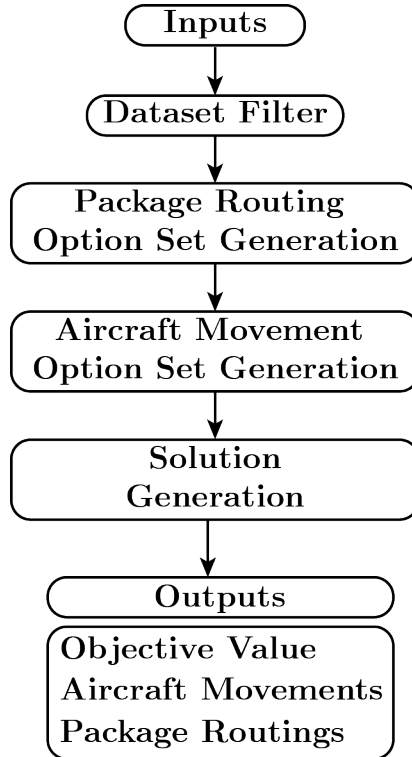 Inputs
Dataset Filter
Package Routing
Option Set Generation
Aircraft Movement
Option Set Generation
Solution
Generation
Outputs
Objective Value
Aircraft Movements
Package Routings